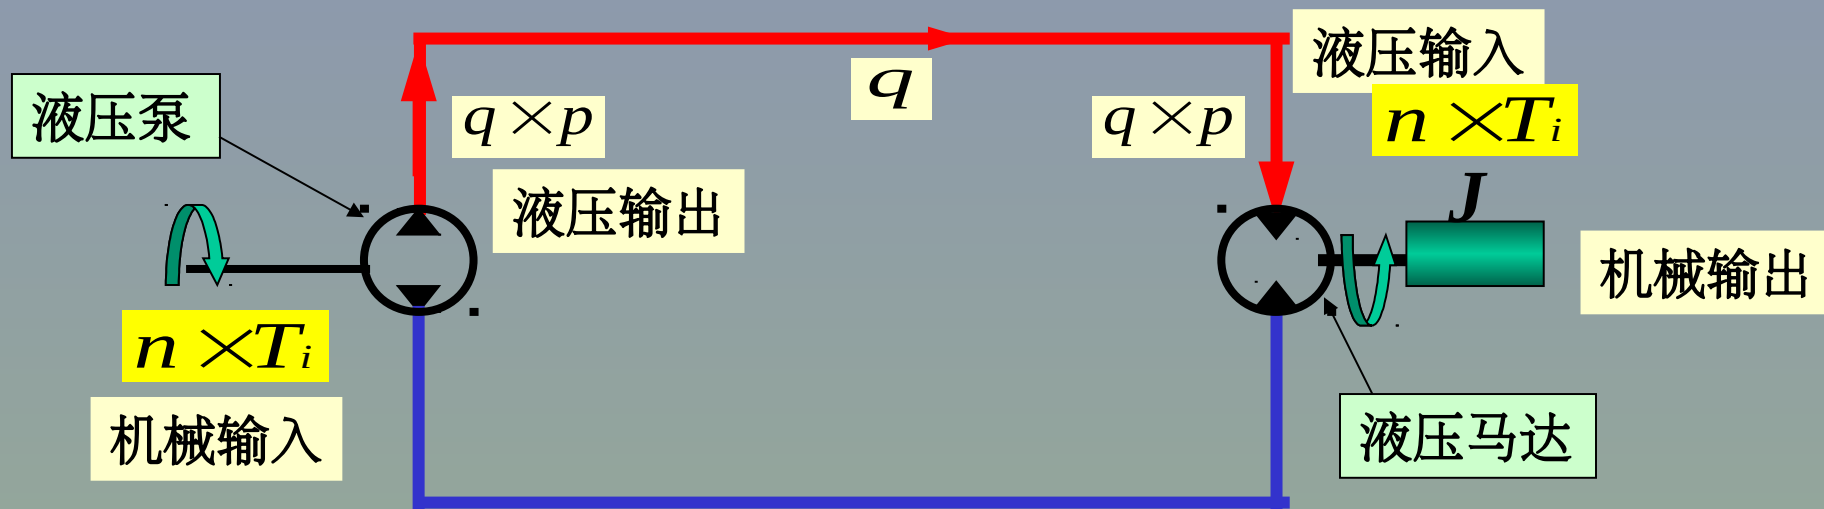 液压泵
q×p
液压输出
n×Ti
机械输入
q
液压输入
q×p
n×Ti
J
机械输出
液压马达